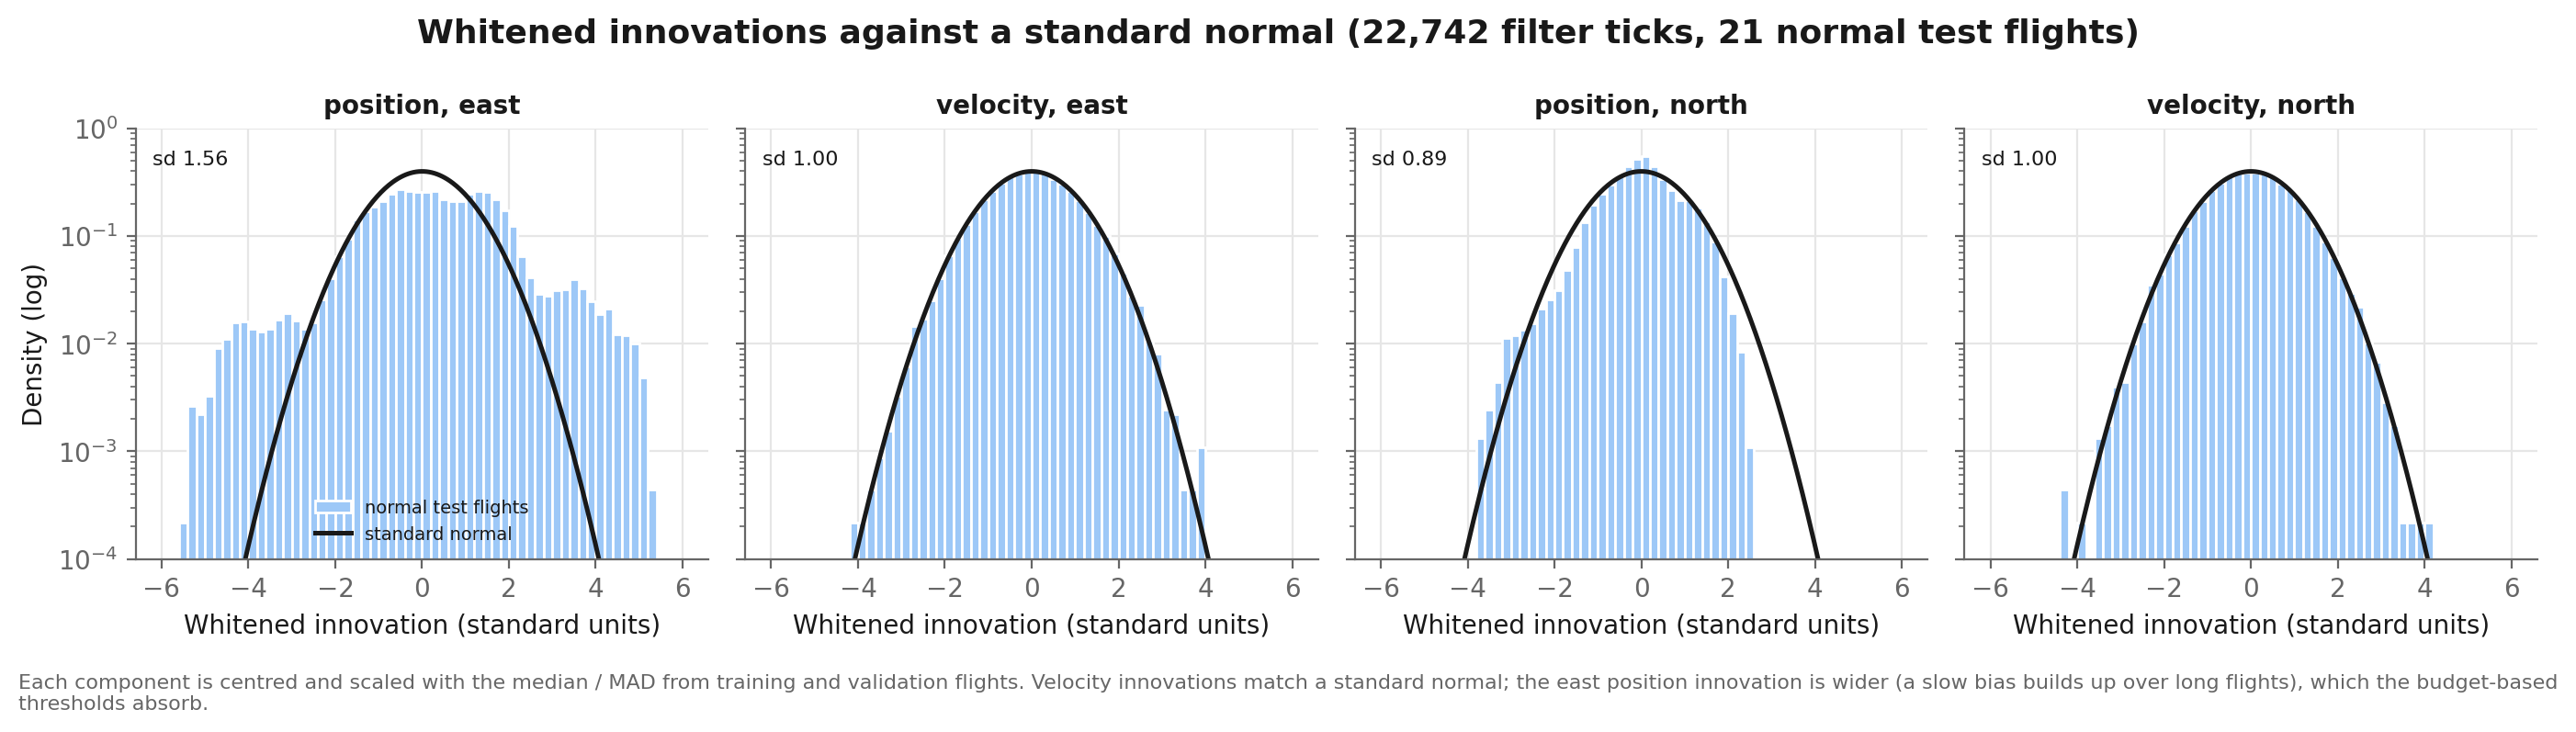 Whitened innovations against a standard normal (22,742 filter ticks, 21 normal test flights)
position, east
velocity, east
position, north
velocity, north
sd 1.56
sd 1.00
sd 0.89
sd 1.00
Density (log)
10⁰
10⁻¹
10⁻²
10⁻³
10⁻⁴
normal test flights
standard normal
−6 −4 −2 0 2 4 6
−6 −4 −2 0 2 4 6
−6 −4 −2 0 2 4 6
−6 −4 −2 0 2 4 6
Whitened innovation (standard units)
Whitened innovation (standard units)
Whitened innovation (standard units)
Whitened innovation (standard units)
Each component is centred and scaled with the median / MAD from training and validation flights. Velocity innovations match a standard normal; the east position innovation is wider (a slow bias builds up over long flights), which the budget-based
thresholds absorb.